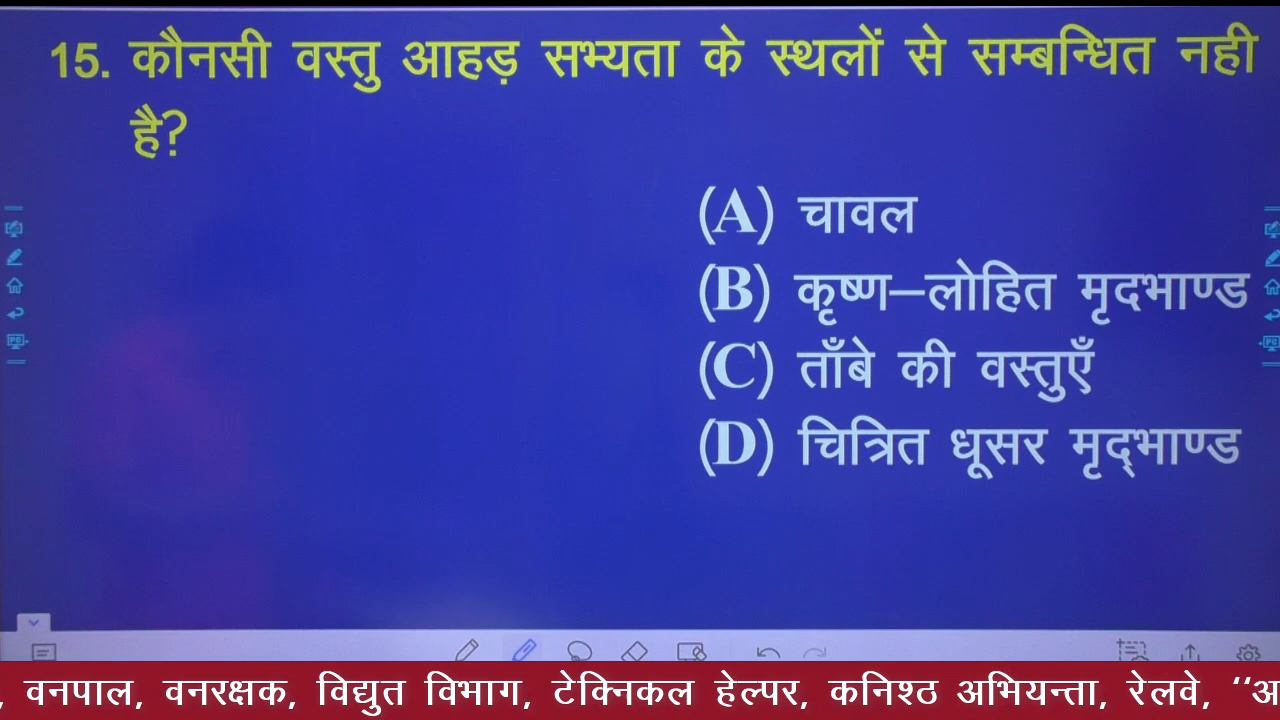 15. कौनसी वस्तु आहड़ सभ्यता के स्थलों से सम्बन्धित नही
है?
(A) चावल
(B) कृष्ण–लोहित मृदभाण्ड
(C) ताँबे की वस्तुएँ
(D) चित्रित धूसर मृद्भाण्ड
, वनपाल, वनरक्षक, विद्युत विभाग, टेक्निकल हेल्पर, कनिश्ठ अभियन्ता, रेलवे, ‘‘अ